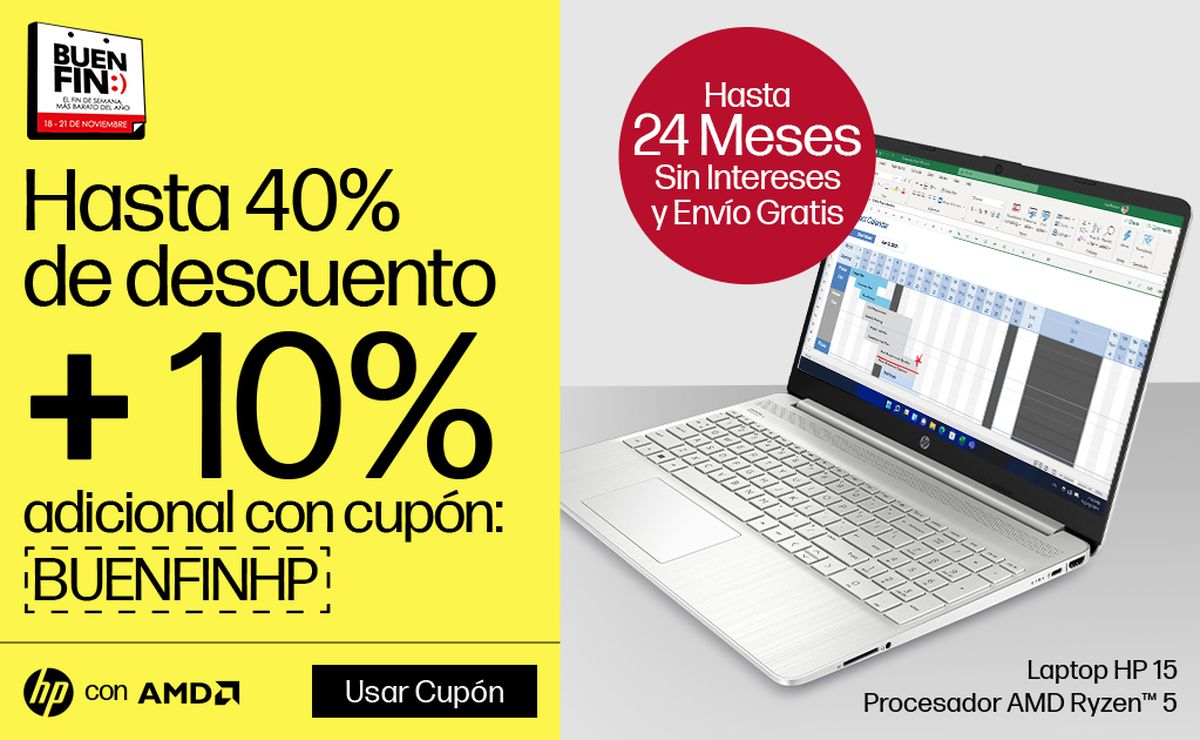 BUEN
FIN:)
EL FIN DE SEMANA,
MÁS BARATO DEL AÑO
18 - 21 DE NOVIEMBRE
Hasta 40%
de descuento
+ 10%
adicional con cupón:
BUENFINHP
hp con AMD
Usar Cupón
Hasta
24 Meses
Sin Intereses
y Envío Gratis
hp
Laptop HP 15
Procesador AMD Ryzen™ 5